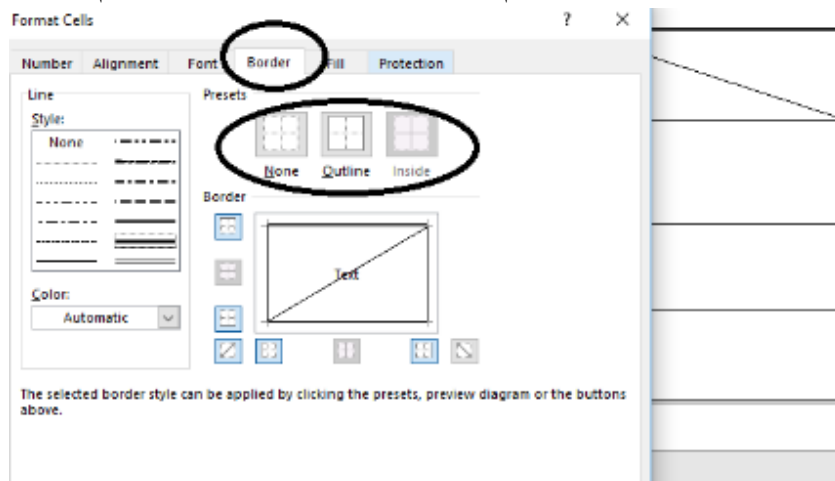 Format Cells ? ×
Number Alignment Font Border Fill Protection
Line
Style:
None
Color:
Automatic
Presets
None Outline Inside
Border
Text
The selected border style can be applied by clicking the presets, preview diagram or the buttons
above.